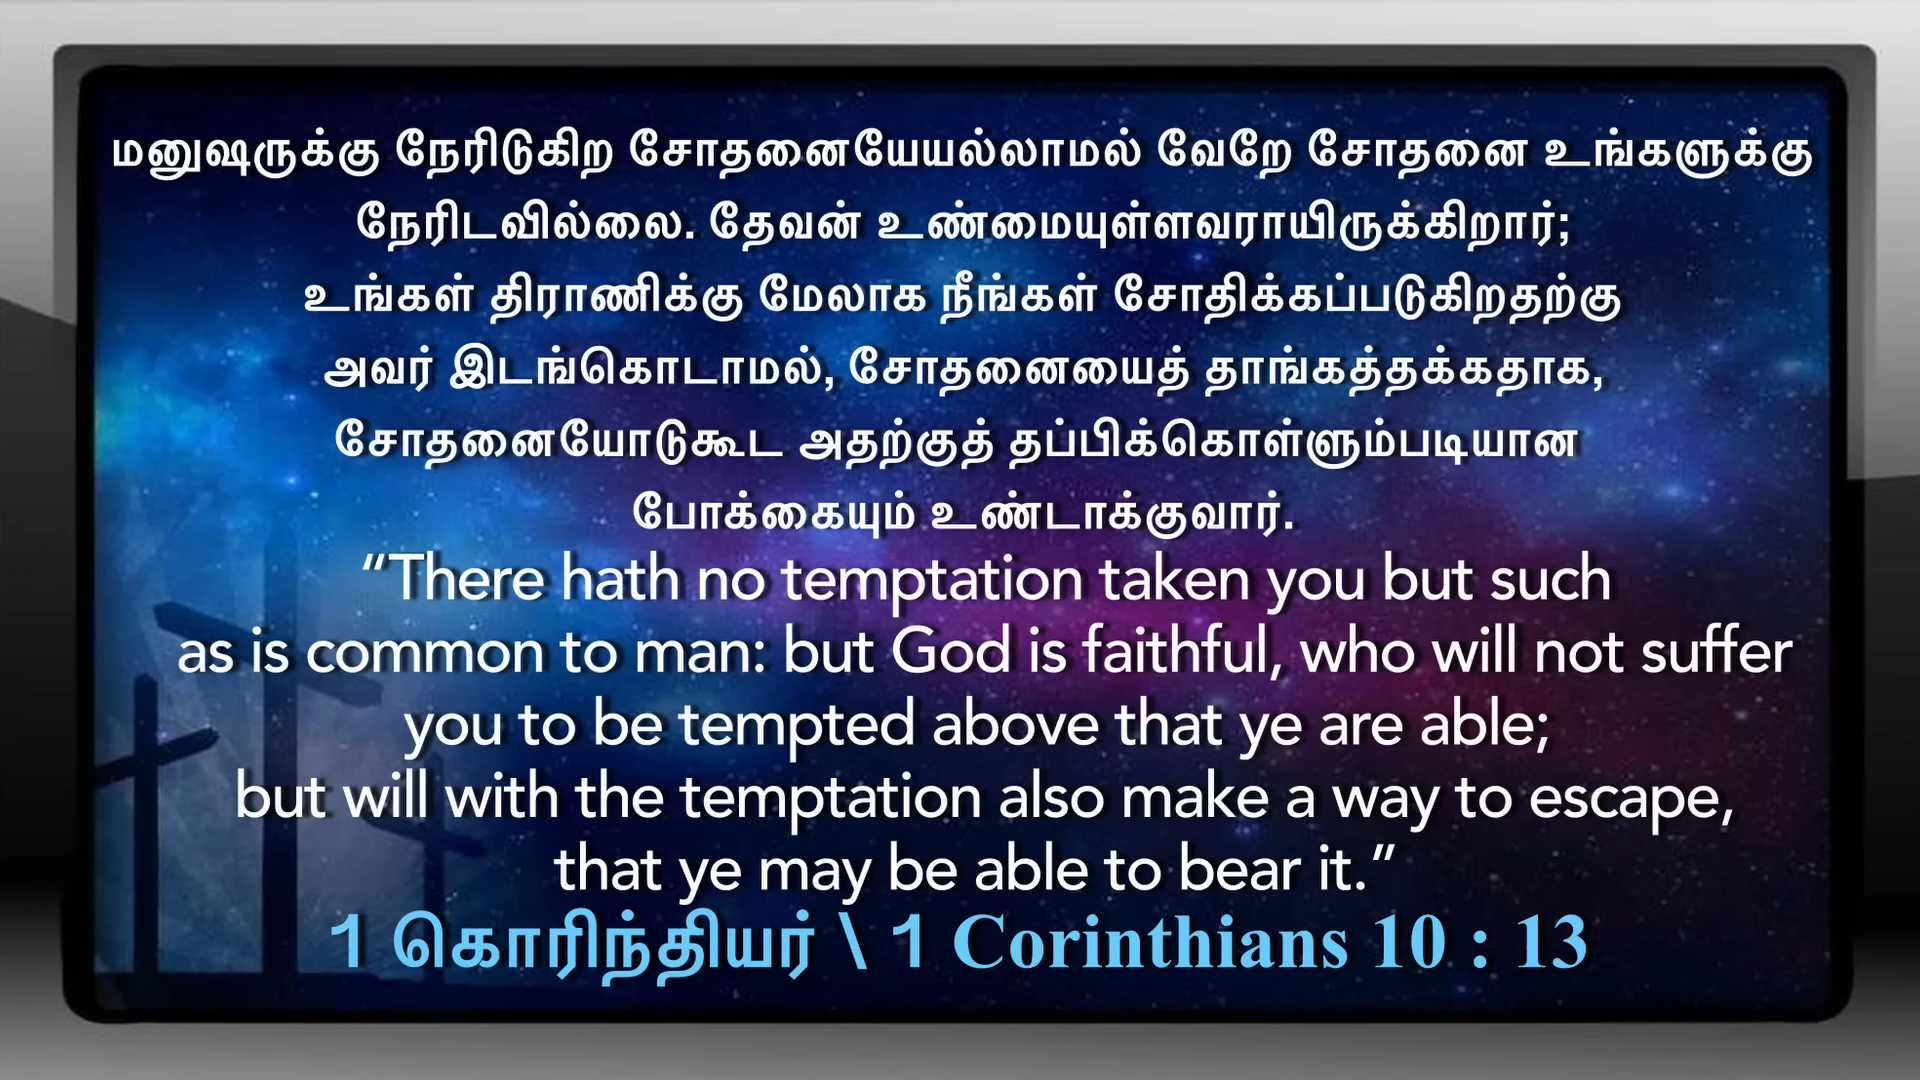 மனுஷருக்கு நேரிடுகிற சோதனையேயல்லாமல் வேறே சோதனை உங்களுக்கு
நேரிடவில்லை. தேவன் உண்மையுள்ளவராயிருக்கிறார்;
உங்கள் திராணிக்கு மேலாக நீங்கள் சோதிக்கப்படுகிறதற்கு
அவர் இடங்கொடாமல், சோதனையைத் தாங்கத்தக்கதாக,
சோதனையோடுகூட அதற்குத் தப்பிக்கொள்ளும்படியான
போக்கையும் உண்டாக்குவார்.
“There hath no temptation taken you but such
as is common to man: but God is faithful, who will not suffer
you to be tempted above that ye are able;
but will with the temptation also make a way to escape,
that ye may be able to bear it.”
1 கொரிந்தியர் \ 1 Corinthians 10 : 13